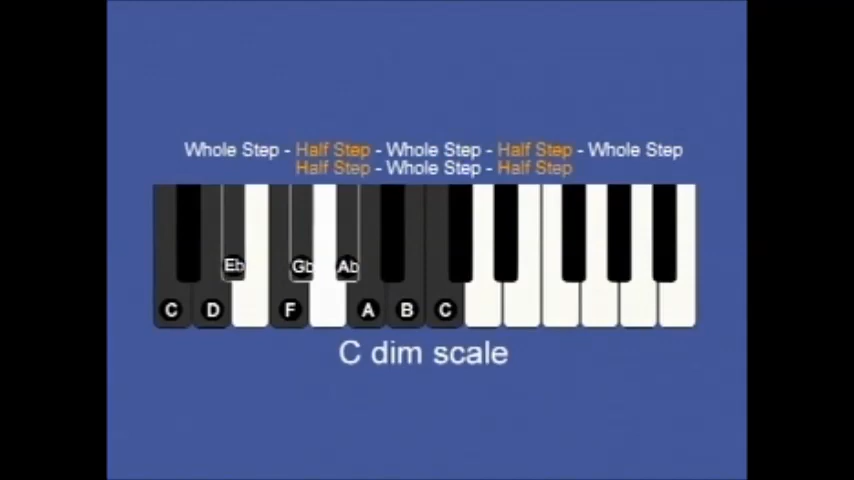 Whole Step - Half Step - Whole Step - Half Step - Whole Step
Half Step - Whole Step - Half Step
Eb Gb Ab
C D F A B C
C dim scale